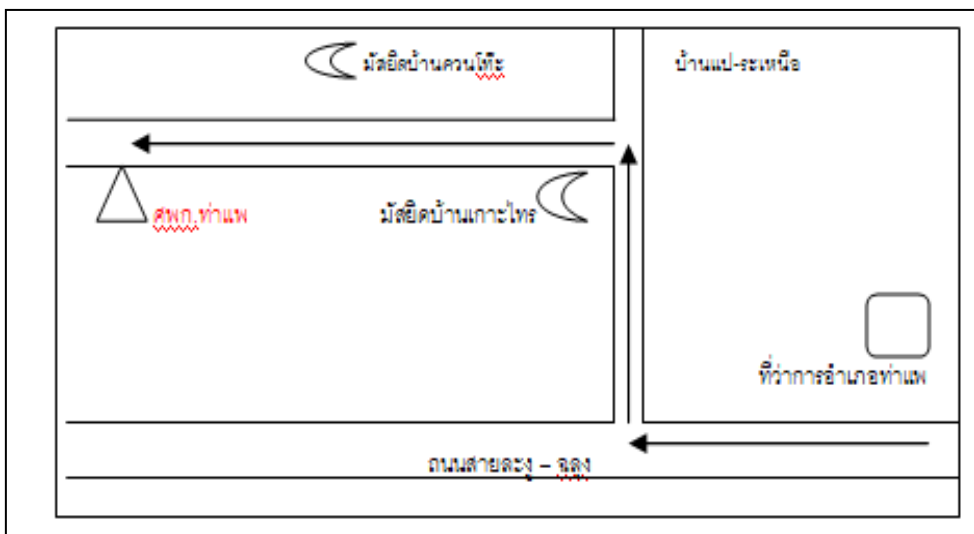 มัสยิดบ้านควนโท๊ะ
บ้านแป-ระเหนือ
ศพก.ท่าแพ
มัสยิดบ้านเกาะไทร
ที่ว่าการอำเภอท่าแพ
ถนนสายละงู – ฉลุง